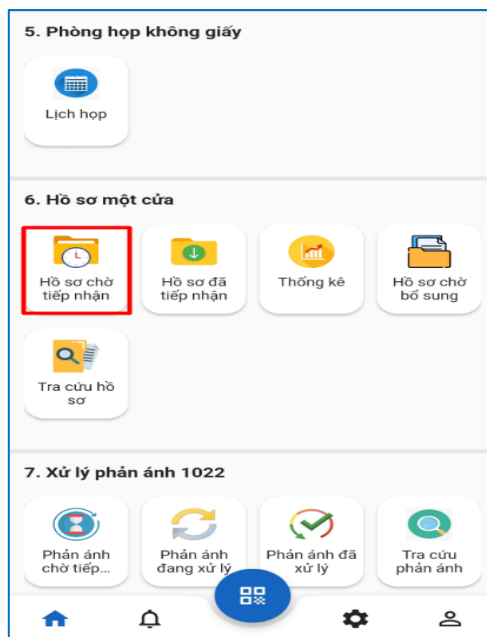 5. Phòng họp không giấy
Lịch họp
6. Hồ sơ một cửa
Hồ sơ chờ
tiếp nhận
Hồ sơ đã
tiếp nhận
Thống kê
Hồ sơ chờ
bổ sung
Tra cứu hồ
sơ
7. Xử lý phản ánh 1022
Phản ánh
chờ tiếp...
Phản ánh
đang xử lý
Phản ánh đã
xử lý
Tra cứu
phản ánh